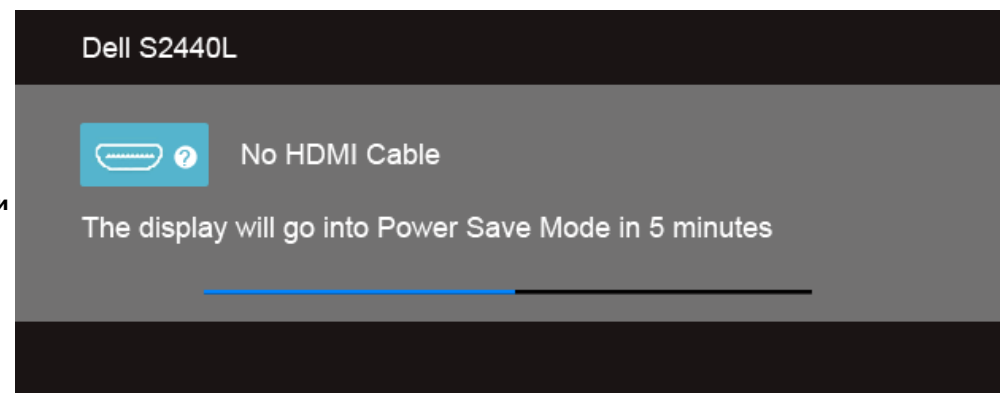 Dell S2440L
No HDMI Cable
и
The display will go into Power Save Mode in 5 minutes